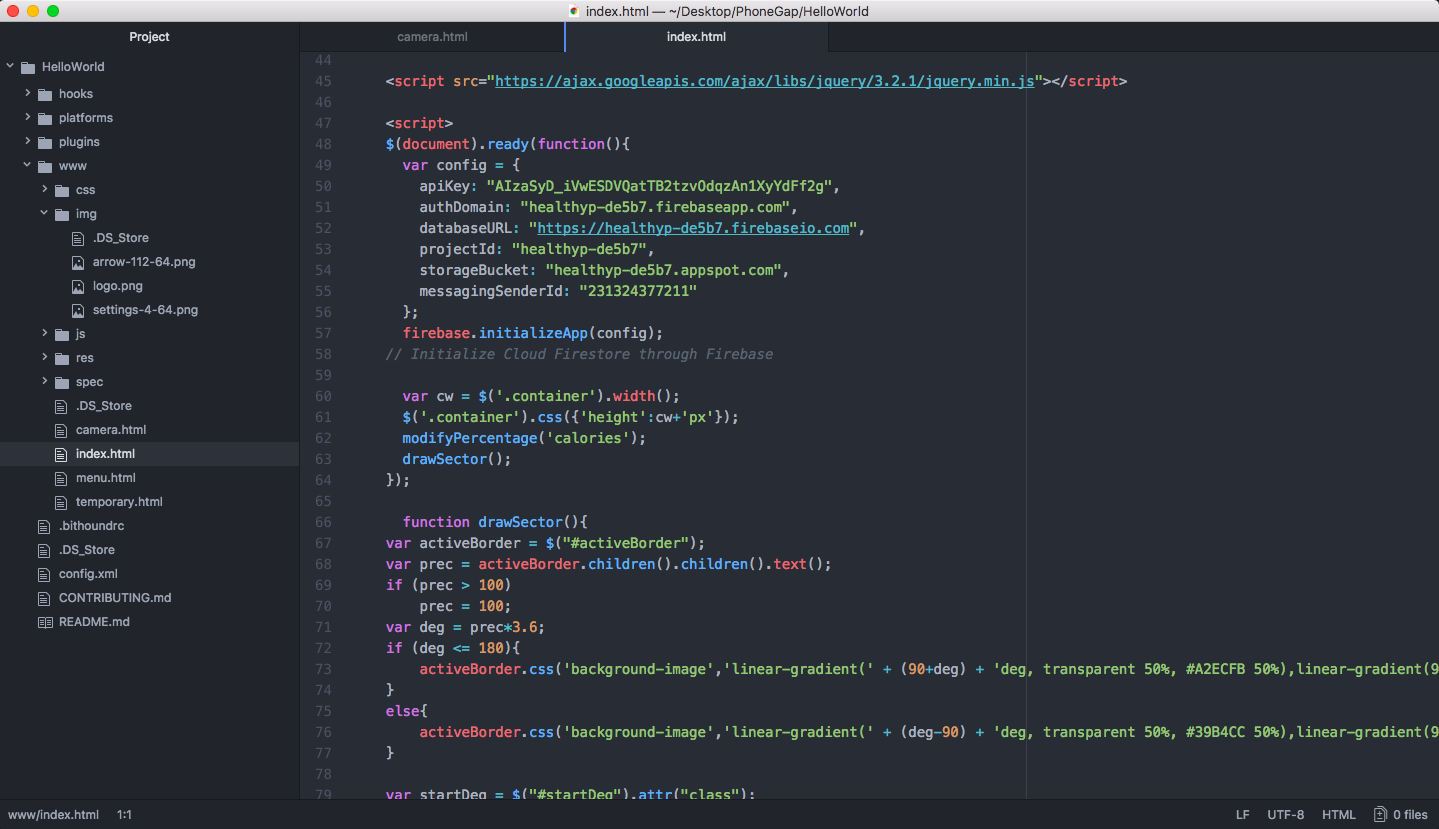 index.html — ~/Desktop/PhoneGap/HelloWorld
Project
HelloWorld
hooks
platforms
plugins
www
css
img
.DS_Store
arrow-112-64.png
logo.png
settings-4-64.png
js
res
spec
.DS_Store
camera.html
index.html
menu.html
temporary.html
.bithoundrc
.DS_Store
config.xml
CONTRIBUTING.md
README.md
camera.html
index.html
44
45 <script src="https://ajax.googleapis.com/ajax/libs/jquery/3.2.1/jquery.min.js"></script>
46
47 <script>
48 $(document).ready(function(){
49 var config = {
50 apiKey: "AIzaSyD_iVwESDVQatTB2tzvOdqzAn1XyYdFf2g",
51 authDomain: "healthyp-de5b7.firebaseapp.com",
52 databaseURL: "https://healthyp-de5b7.firebaseio.com",
53 projectId: "healthyp-de5b7",
54 storageBucket: "healthyp-de5b7.appspot.com",
55 messagingSenderId: "231324377211"
56 };
57 firebase.initializeApp(config);
58 // Initialize Cloud Firestore through Firebase
59
60 var cw = $('.container').width();
61 $('.container').css({'height':cw+'px'});
62 modifyPercentage('calories');
63 drawSector();
64 });
65
66 function drawSector(){
67 var activeBorder = $("#activeBorder");
68 var prec = activeBorder.children().children().text();
69 if (prec > 100)
70 prec = 100;
71 var deg = prec*3.6;
72 if (deg <= 180){
73 activeBorder.css('background-image','linear-gradient(' + (90+deg) + 'deg, transparent 50%, #A2ECFB 50%),linear-gradient(9
74 }
75 else{
76 activeBorder.css('background-image','linear-gradient(' + (deg-90) + 'deg, transparent 50%, #39B4CC 50%),linear-gradient(9
77 }
78
79 var startDeg = $("#startDeg").attr("class");
www/index.html 1:1
LF UTF-8 HTML 0 files